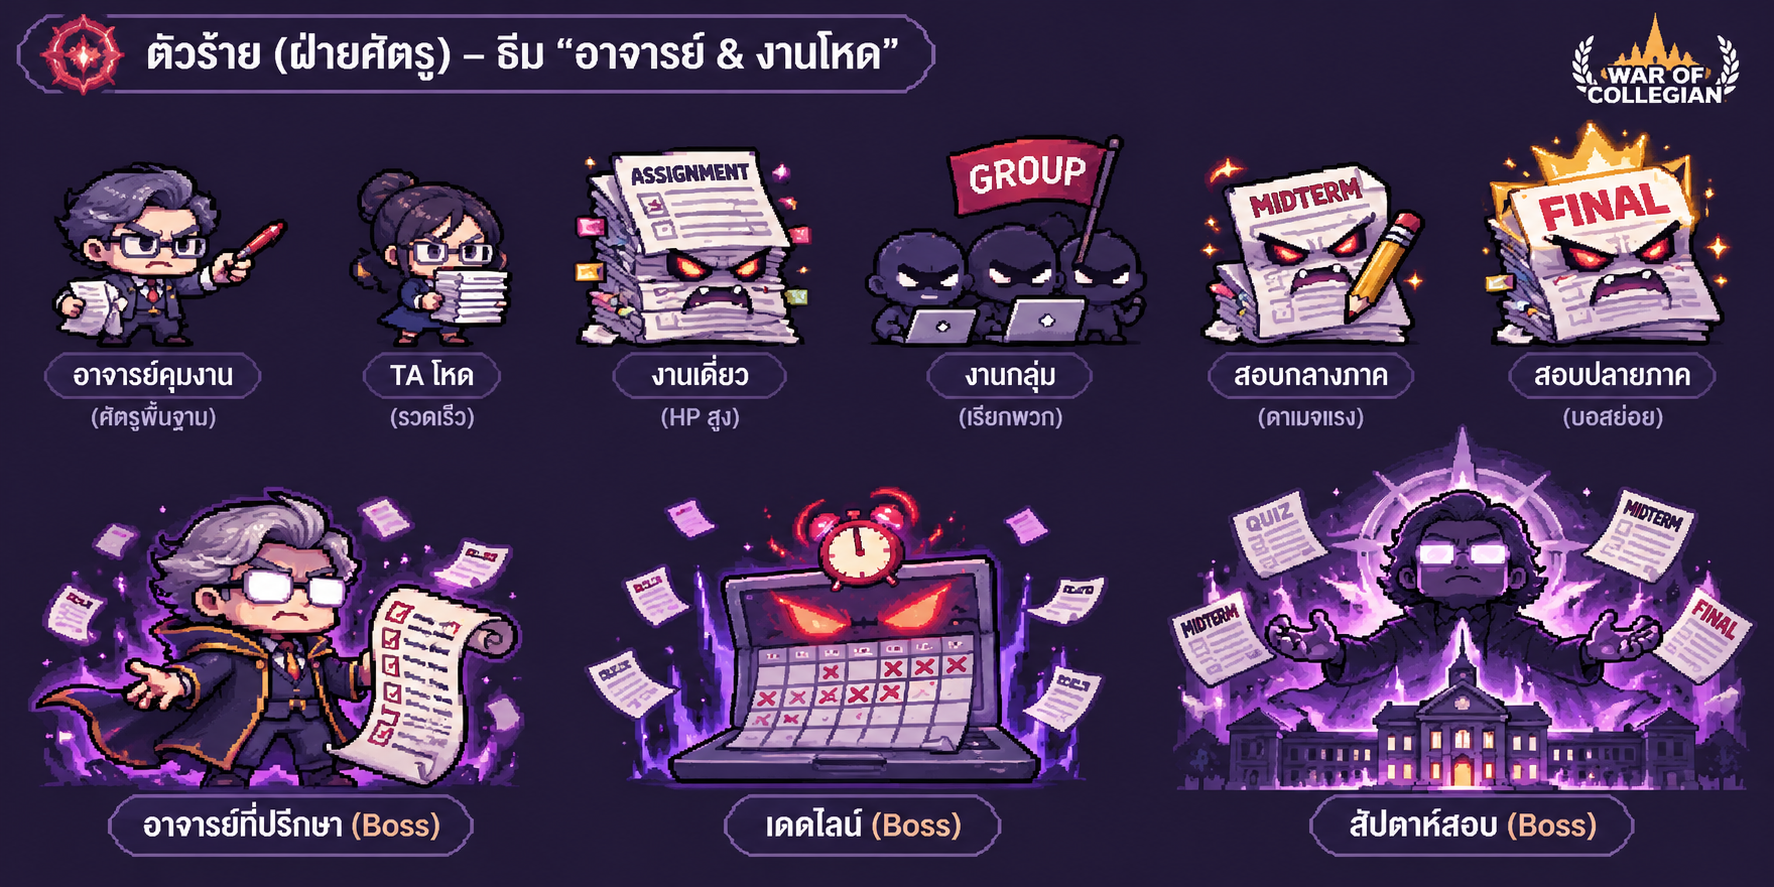 ตัวร้าย (ฝ่ายศัตรู) – ธีม “อาจารย์ & งานโหด”
WAR OF
COLLEGIAN
ASSIGNMENT
GROUP
MIDTERM
FINAL
อาจารย์คุมงาน
(ศัตรูพื้นฐาน)
TA โหด
(รวดเร็ว)
งานเดี่ยว
(HP สูง)
งานกลุ่ม
(เรียกพวก)
สอบกลางภาค
(ดาเมจแรง)
สอบปลายภาค
(บอสย่อย)
QUIZ
MIDTERM
MIDTERM
FINAL
อาจารย์ที่ปรึกษา (Boss)
เดดไลน์ (Boss)
สัปดาห์สอบ (Boss)